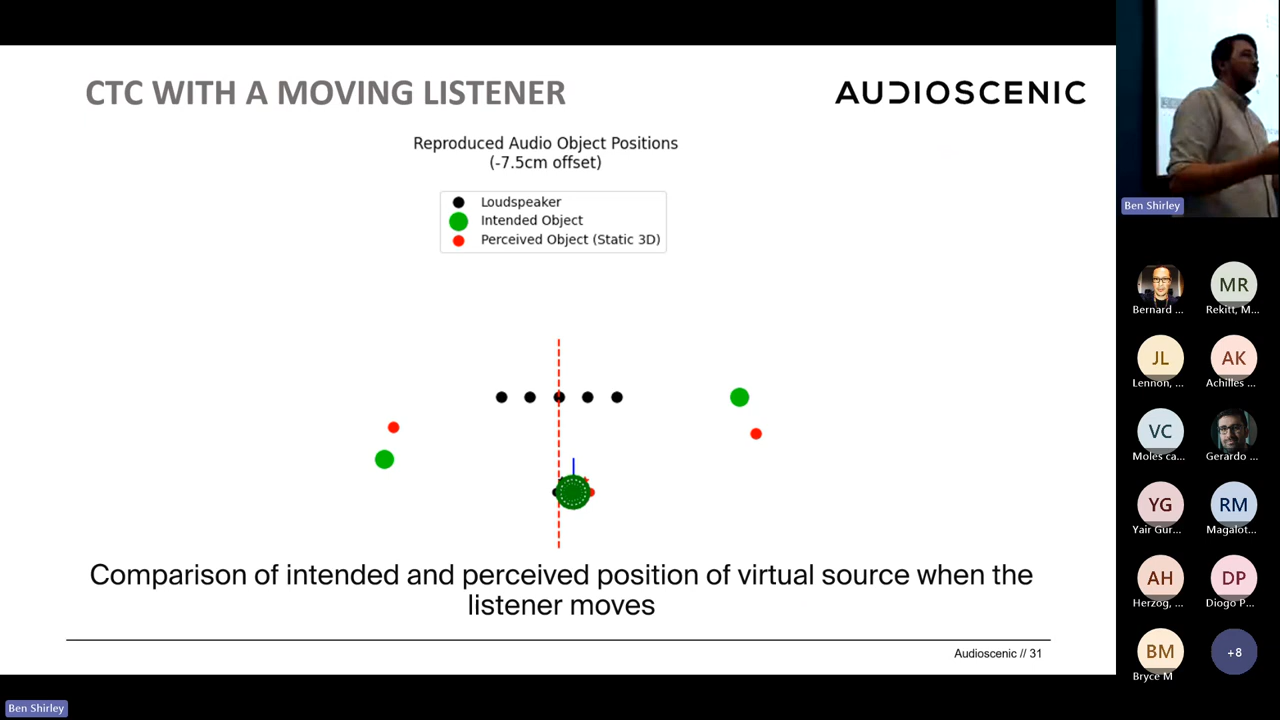 CTC WITH A MOVING LISTENER
AUDIOSCENIC
Reproduced Audio Object Positions
(-7.5cm offset)
Loudspeaker
Intended Object
Perceived Object (Static 3D)
Comparison of intended and perceived position of virtual source when the
listener moves
Audioscenic // 31
Ben Shirley
Bernard ...
MR
Rekitt, M...
JL
Lennon, ...
AK
Achilles ...
VC
Moles ca...
Gerardo ...
YG
Yair Gur...
RM
Magalot...
AH
Herzog, ...
DP
Diogo P...
BM
Bryce M
+8
Ben Shirley